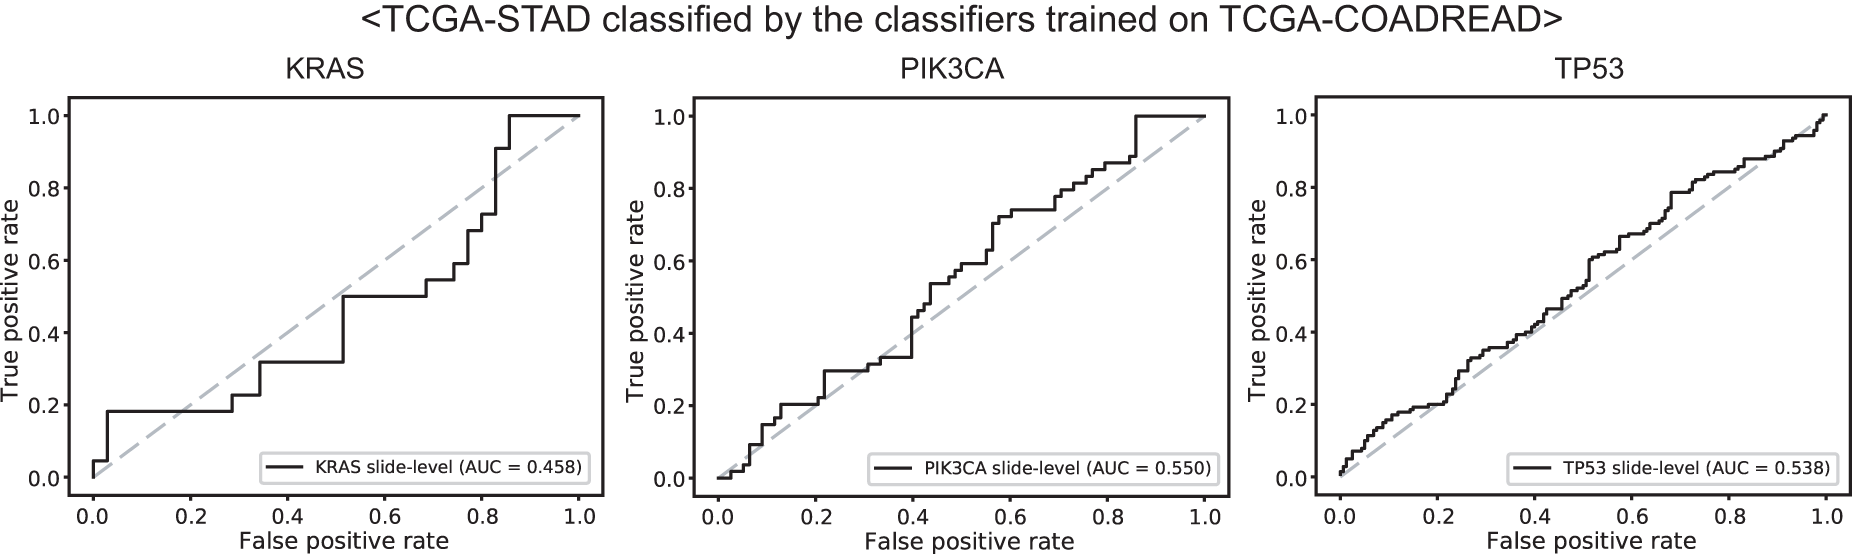 <TCGA-STAD classified by the classifiers trained on TCGA-COADREAD>
KRAS
True positive rate
1.0
0.8
0.6
0.4
0.2
0.0
KRAS slide-level (AUC = 0.458)
0.0 0.2 0.4 0.6 0.8 1.0
False positive rate
PIK3CA
True positive rate
1.0
0.8
0.6
0.4
0.2
0.0
PIK3CA slide-level (AUC = 0.550)
0.0 0.2 0.4 0.6 0.8 1.0
False positive rate
TP53
True positive rate
1.0
0.8
0.6
0.4
0.2
0.0
TP53 slide-level (AUC = 0.538)
0.0 0.2 0.4 0.6 0.8 1.0
False positive rate